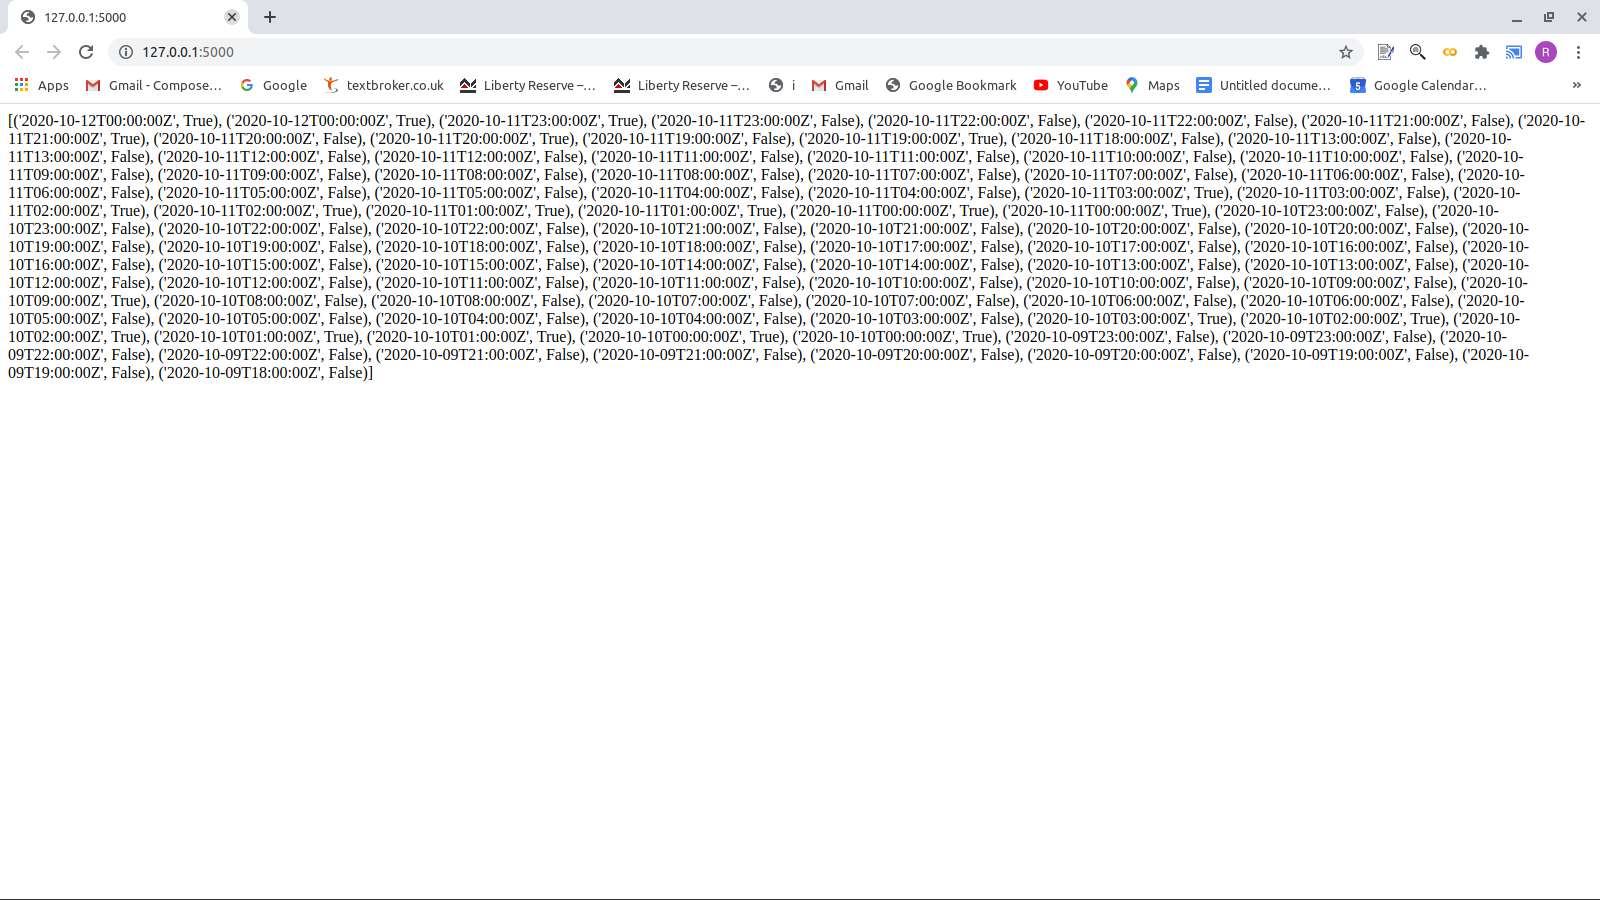 127.0.0.1:5000
127.0.0.1:5000
R
Apps Gmail - Compose... Google textbroker.co.uk Liberty Reserve –... Liberty Reserve –... i Gmail Google Bookmark YouTube Maps Untitled docume... 5 Google Calendar... »
[('2020-10-12T00:00:00Z', True), ('2020-10-12T00:00:00Z', True), ('2020-10-11T23:00:00Z', True), ('2020-10-11T23:00:00Z', False), ('2020-10-11T22:00:00Z', False), ('2020-10-11T22:00:00Z', False), ('2020-10-11T21:00:00Z', False), ('2020-10-
11T21:00:00Z', True), ('2020-10-11T20:00:00Z', False), ('2020-10-11T20:00:00Z', True), ('2020-10-11T19:00:00Z', False), ('2020-10-11T19:00:00Z', True), ('2020-10-11T18:00:00Z', False), ('2020-10-11T13:00:00Z', False), ('2020-10-
11T13:00:00Z', False), ('2020-10-11T12:00:00Z', False), ('2020-10-11T12:00:00Z', False), ('2020-10-11T11:00:00Z', False), ('2020-10-11T11:00:00Z', False), ('2020-10-11T10:00:00Z', False), ('2020-10-11T10:00:00Z', False), ('2020-10-
11T09:00:00Z', False), ('2020-10-11T09:00:00Z', False), ('2020-10-11T08:00:00Z', False), ('2020-10-11T08:00:00Z', False), ('2020-10-11T07:00:00Z', False), ('2020-10-11T07:00:00Z', False), ('2020-10-11T06:00:00Z', False), ('2020-10-
11T06:00:00Z', False), ('2020-10-11T05:00:00Z', False), ('2020-10-11T05:00:00Z', False), ('2020-10-11T04:00:00Z', False), ('2020-10-11T04:00:00Z', False), ('2020-10-11T03:00:00Z', True), ('2020-10-11T03:00:00Z', False), ('2020-10-
11T02:00:00Z', True), ('2020-10-11T02:00:00Z', True), ('2020-10-11T01:00:00Z', True), ('2020-10-11T01:00:00Z', True), ('2020-10-11T00:00:00Z', True), ('2020-10-11T00:00:00Z', True), ('2020-10-10T23:00:00Z', False), ('2020-10-
10T23:00:00Z', False), ('2020-10-10T22:00:00Z', False), ('2020-10-10T22:00:00Z', False), ('2020-10-10T21:00:00Z', False), ('2020-10-10T21:00:00Z', False), ('2020-10-10T20:00:00Z', False), ('2020-10-10T20:00:00Z', False), ('2020-10-
10T19:00:00Z', False), ('2020-10-10T19:00:00Z', False), ('2020-10-10T18:00:00Z', False), ('2020-10-10T18:00:00Z', False), ('2020-10-10T17:00:00Z', False), ('2020-10-10T17:00:00Z', False), ('2020-10-10T16:00:00Z', False), ('2020-10-
10T16:00:00Z', False), ('2020-10-10T15:00:00Z', False), ('2020-10-10T15:00:00Z', False), ('2020-10-10T14:00:00Z', False), ('2020-10-10T14:00:00Z', False), ('2020-10-10T13:00:00Z', False), ('2020-10-10T13:00:00Z', False), ('2020-10-
10T12:00:00Z', False), ('2020-10-10T12:00:00Z', False), ('2020-10-10T11:00:00Z', False), ('2020-10-10T11:00:00Z', False), ('2020-10-10T10:00:00Z', False), ('2020-10-10T10:00:00Z', False), ('2020-10-10T09:00:00Z', False), ('2020-10-
10T09:00:00Z', True), ('2020-10-10T08:00:00Z', False), ('2020-10-10T08:00:00Z', False), ('2020-10-10T07:00:00Z', False), ('2020-10-10T07:00:00Z', False), ('2020-10-10T06:00:00Z', False), ('2020-10-10T06:00:00Z', False), ('2020-10-
10T05:00:00Z', False), ('2020-10-10T05:00:00Z', False), ('2020-10-10T04:00:00Z', False), ('2020-10-10T04:00:00Z', False), ('2020-10-10T03:00:00Z', False), ('2020-10-10T03:00:00Z', True), ('2020-10-10T02:00:00Z', True), ('2020-10-
10T02:00:00Z', True), ('2020-10-10T01:00:00Z', True), ('2020-10-10T01:00:00Z', True), ('2020-10-10T00:00:00Z', True), ('2020-10-10T00:00:00Z', True), ('2020-10-09T23:00:00Z', False), ('2020-10-09T23:00:00Z', False), ('2020-10-
09T22:00:00Z', False), ('2020-10-09T22:00:00Z', False), ('2020-10-09T21:00:00Z', False), ('2020-10-09T21:00:00Z', False), ('2020-10-09T20:00:00Z', False), ('2020-10-09T20:00:00Z', False), ('2020-10-09T19:00:00Z', False), ('2020-10-
09T19:00:00Z', False), ('2020-10-09T18:00:00Z', False)]